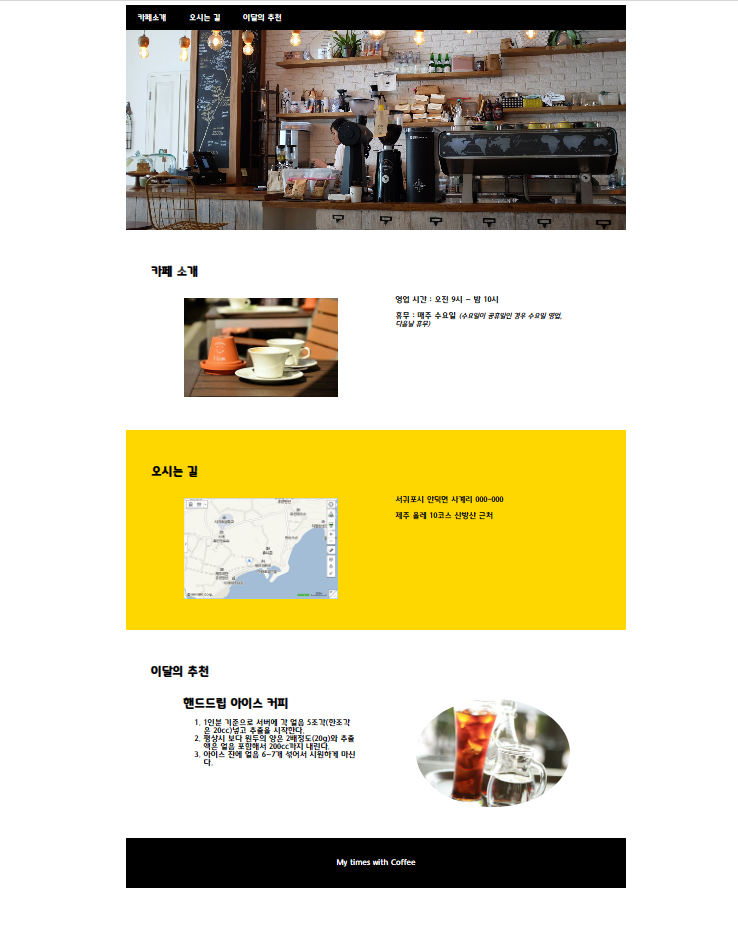 카페소개 오시는 길 이달의 추천
카페 소개
영업 시간 : 오전 9시 ~ 밤 10시
휴무 : 매주 수요일 (수요일이 공휴일인 경우 수요일 영업,
다음날 휴무)
오시는 길
서귀포시 안덕면 사계리 000-000
제주 올레 10코스 산방산 근처
이달의 추천
핸드드립 아이스 커피
1. 1인분 기준으로 서버에 각 얼음 5조각(한조각
은 20cc)넣고 추출을 시작한다.
2. 평상시 보다 원두의 양은 2배정도(20g)와 추출
액은 얼음 포함해서 200cc까지 내린다.
3. 아이스 잔에 얼음 6~7개 섞어서 시원하게 마신
다.
My times with Coffee